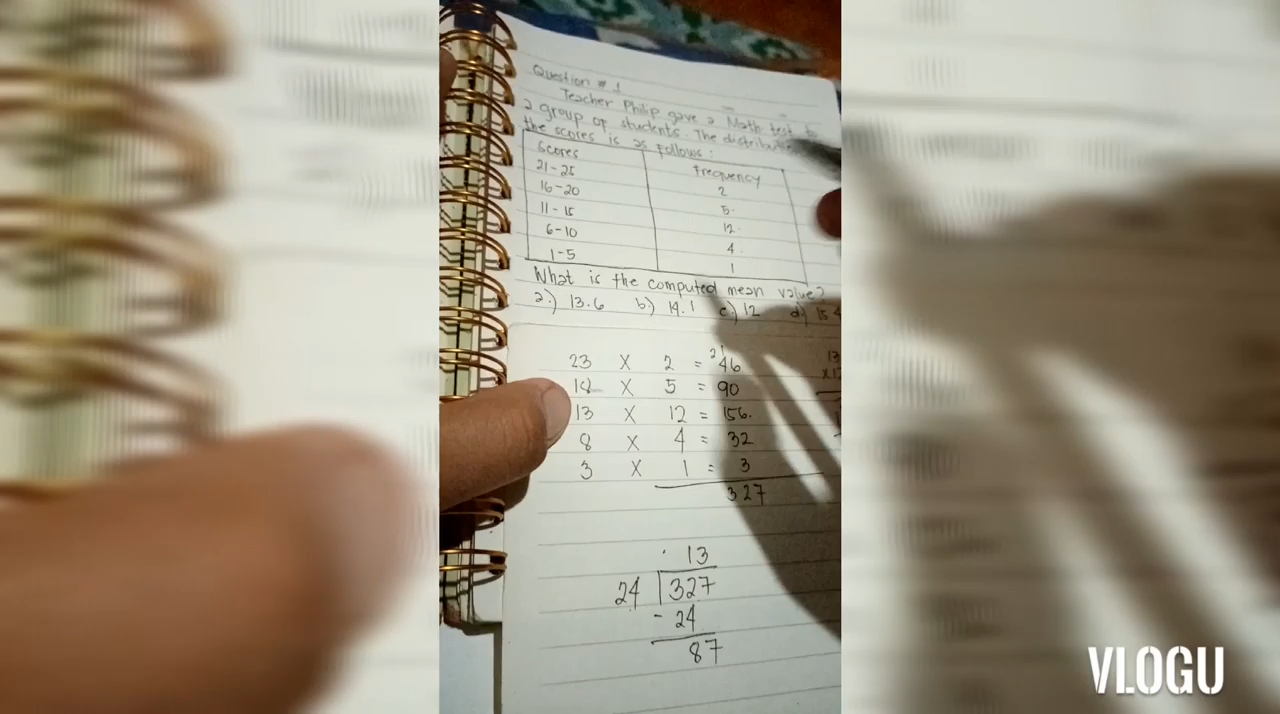 Question # 1
Teacher Philip gave a Math test to
a group of students. The
the scores is as follows :
Scores Frequency
21-25 2
16-20 5
11-15 12
6-10 4
1-5 1
What is the computed mean value?
a.) 13.6 b.) 14.1 c.) 12 d.) 15
23 X 2 = 46
18 X 5 = 90
13 X 12 = 156
8 X 4 = 32
3 X 1 = 3
327
13
24 327
- 24
87
VLOGU